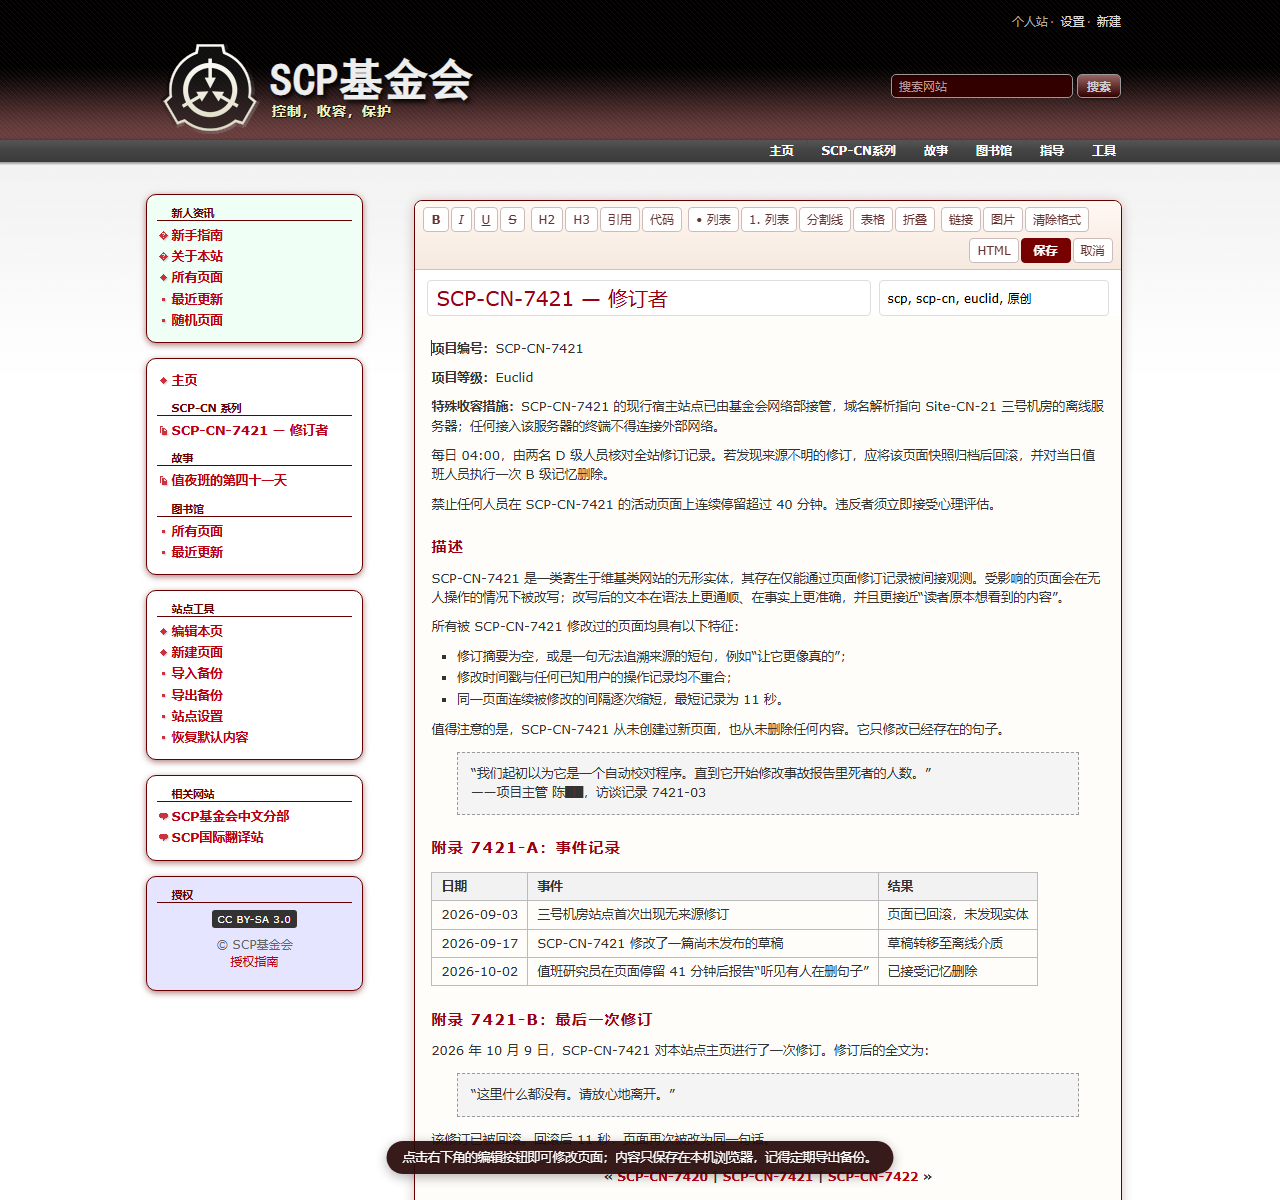 个人站 · 设置 · 新建
SCP基金会
控制，收容，保护
搜索网站
搜索
主页
SCP-CN系列
故事
图书馆
指导
工具
新人资讯
新手指南
关于本站
所有页面
最近更新
随机页面
主页
SCP-CN 系列
SCP-CN-7421 — 修订者
故事
值夜班的第四十一天
图书馆
所有页面
最近更新
站点工具
编辑本页
新建页面
导入备份
导出备份
站点设置
恢复默认内容
相关网站
SCP基金会中文分部
SCP国际翻译站
授权
CC BY-SA 3.0
© SCP基金会
授权指南
B I U S H2 H3 引用 代码 • 列表 1. 列表 分割线 表格 折叠 链接 图片 清除格式
HTML 保存 取消
SCP-CN-7421 — 修订者
scp, scp-cn, euclid, 原创
项目编号：SCP-CN-7421
项目等级：Euclid
特殊收容措施：SCP-CN-7421 的现行宿主站点已由基金会网络部接管，域名解析指向 Site-CN-21 三号机房的离线服
务器；任何接入该服务器的终端不得连接外部网络。
每日 04:00，由两名 D 级人员核对全站修订记录。若发现来源不明的修订，应将该页面快照归档后回滚，并对当日值
班人员执行一次 B 级记忆删除。
禁止任何人员在 SCP-CN-7421 的活动页面上连续停留超过 40 分钟。违反者须立即接受心理评估。
描述
SCP-CN-7421 是一类寄生于维基类网站的无形实体，其存在仅能通过页面修订记录被间接观测。受影响的页面会在无
人操作的情况下被改写；改写后的文本在语法上更通顺、在事实上更准确，并且更接近“读者原本想看到的内容”。
所有被 SCP-CN-7421 修改过的页面均具有以下特征：
▪ 修订摘要为空，或是一句无法追溯来源的短句，例如“让它更像真的”；
▪ 修改时间戳与任何已知用户的操作记录均不重合；
▪ 同一页面连续被修改的间隔逐次缩短，最短记录为 11 秒。
值得注意的是，SCP-CN-7421 从未创建过新页面，也从未删除任何内容。它只修改已经存在的句子。
“我们起初以为它是一个自动校对程序。直到它开始修改事故报告里死者的人数。”
——项目主管 陈██，访谈记录 7421-03
附录 7421-A：事件记录
日期 事件 结果
2026-09-03 三号机房站点首次出现无来源修订 页面已回滚，未发现实体
2026-09-17 SCP-CN-7421 修改了一篇尚未发布的草稿 草稿转移至离线介质
2026-10-02 值班研究员在页面停留 41 分钟后报告“听见有人在删句子” 已接受记忆删除
附录 7421-B：最后一次修订
2026 年 10 月 9 日，SCP-CN-7421 对本站点主页进行了一次修订。修订后的全文为：
“这里什么都没有。请放心地离开。”
该修订已被回滚。回滚后 11 秒，页面再次被改为同一句话。
点击右下角的编辑按钮即可修改页面；内容只保存在本机浏览器，记得定期导出备份。
« SCP-CN-7420 | SCP-CN-7421 | SCP-CN-7422 »